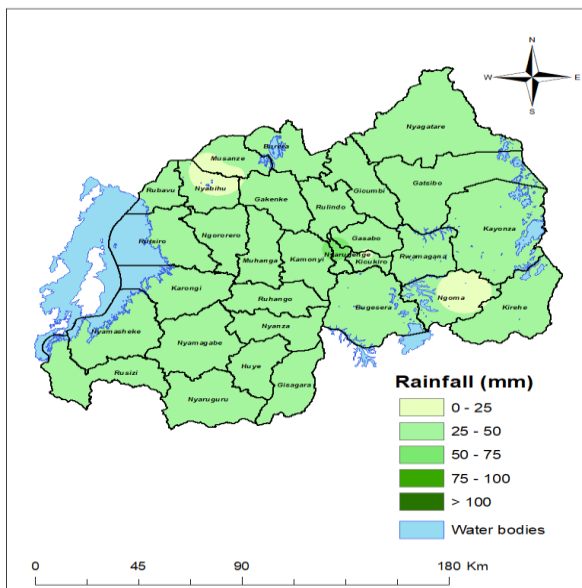 N
W E
S
Nyagatare
Burera
Musanze
Gatsibo
Rubavu
Nyabihu
Gicumbi
Gakenke
Rulindo
Kayonza
Rutsiro
Ngororero
Gasabo
Nyarugenge
Rwamagana
Muhanga
Kamonyi
Kicukiro
Karongi
Ngoma
Ruhango
Bugesera
Kirehe
Nyamasheke
Nyanza
Nyamagabe
Huye
Rusizi
Gisagara
Nyaruguru
Rainfall (mm)
0 - 25
25 - 50
50 - 75
75 - 100
> 100
Water bodies
0 45 90 180 Km